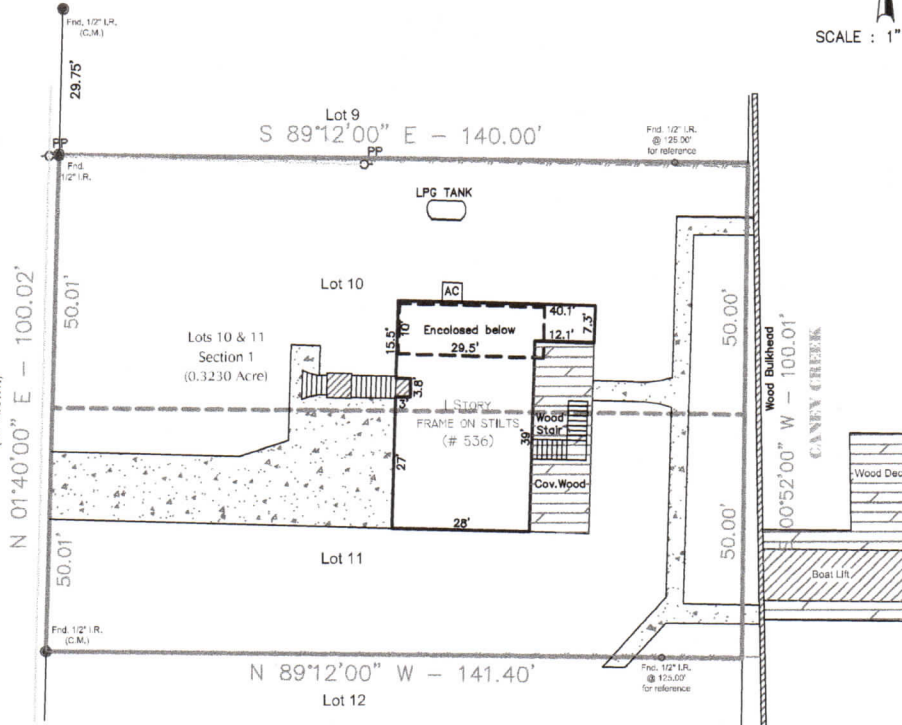 Fnd. 1/2" I.R.
(C.M.)
SCALE : 1"
29.75'
Lot 9
S 89°12'00" E – 140.00'
Fnd. 1/2" I.R.
@ 125.00'
for reference
PP
PP
Fnd.
1/2" I.R.
LPG TANK
Lot 10
AC
40.1'
7.3'
12.1'
15.5'
10'
Encolosed below
29.5'
N 01°40'00" E – 100.02'
50.01'
50.00'
Lots 10 & 11
Section 1
(0.3230 Acre)
3.8'
3'
1 STORY
FRAME ON STILTS
(# 536)
Wood
Stair
39'
27'
Cov.Wood
28'
Wood Bulkhead
00°52'00" W – 100.01'
CANEY CREEK
Wood Dec
Boat Lift
50.01'
50.00'
Lot 11
Fnd. 1/2" I.R.
(C.M.)
N 89°12'00" W – 141.40'
Fnd. 1/2" I.R.
@ 125.00'
for reference
Lot 12